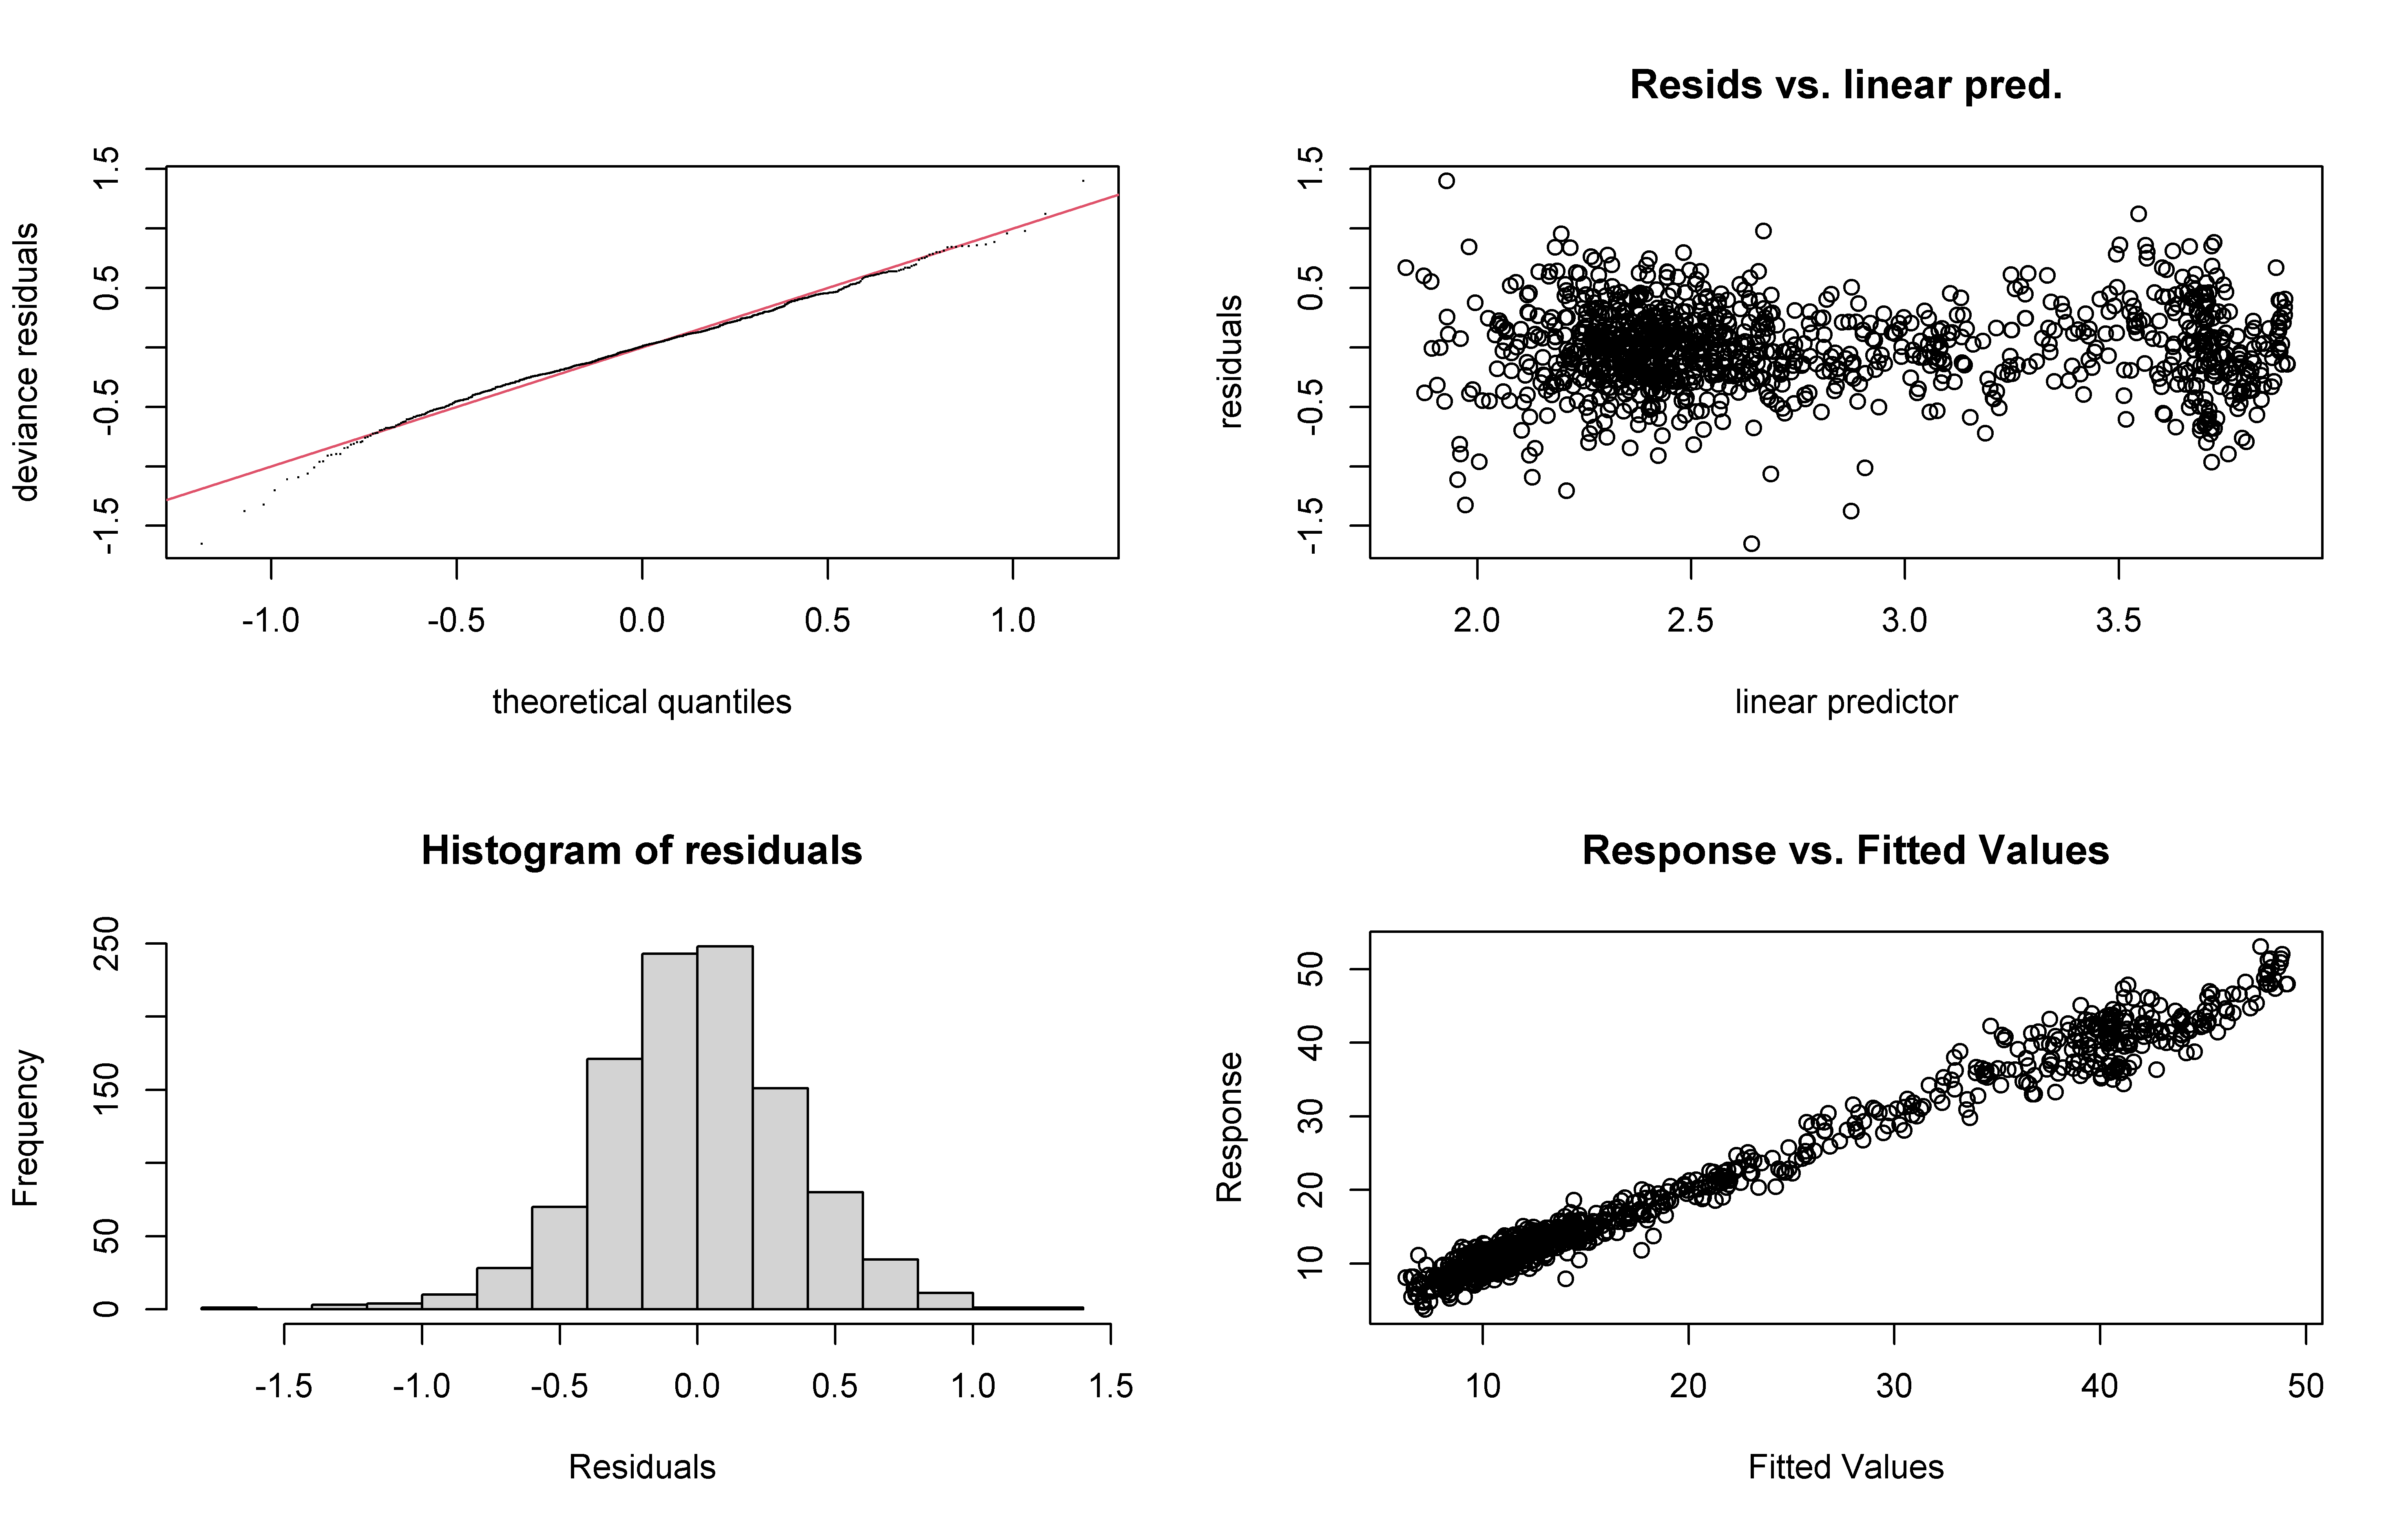 deviance residuals
1.5
0.5
-0.5
-1.5
-1.0 -0.5 0.0 0.5 1.0
theoretical quantiles
Resids vs. linear pred.
residuals
1.5
0.5
-0.5
-1.5
2.0 2.5 3.0 3.5
linear predictor
Histogram of residuals
Frequency
250
150
50
0
-1.5 -1.0 -0.5 0.0 0.5 1.0 1.5
Residuals
Response vs. Fitted Values
Response
50
40
30
20
10
10 20 30 40 50
Fitted Values